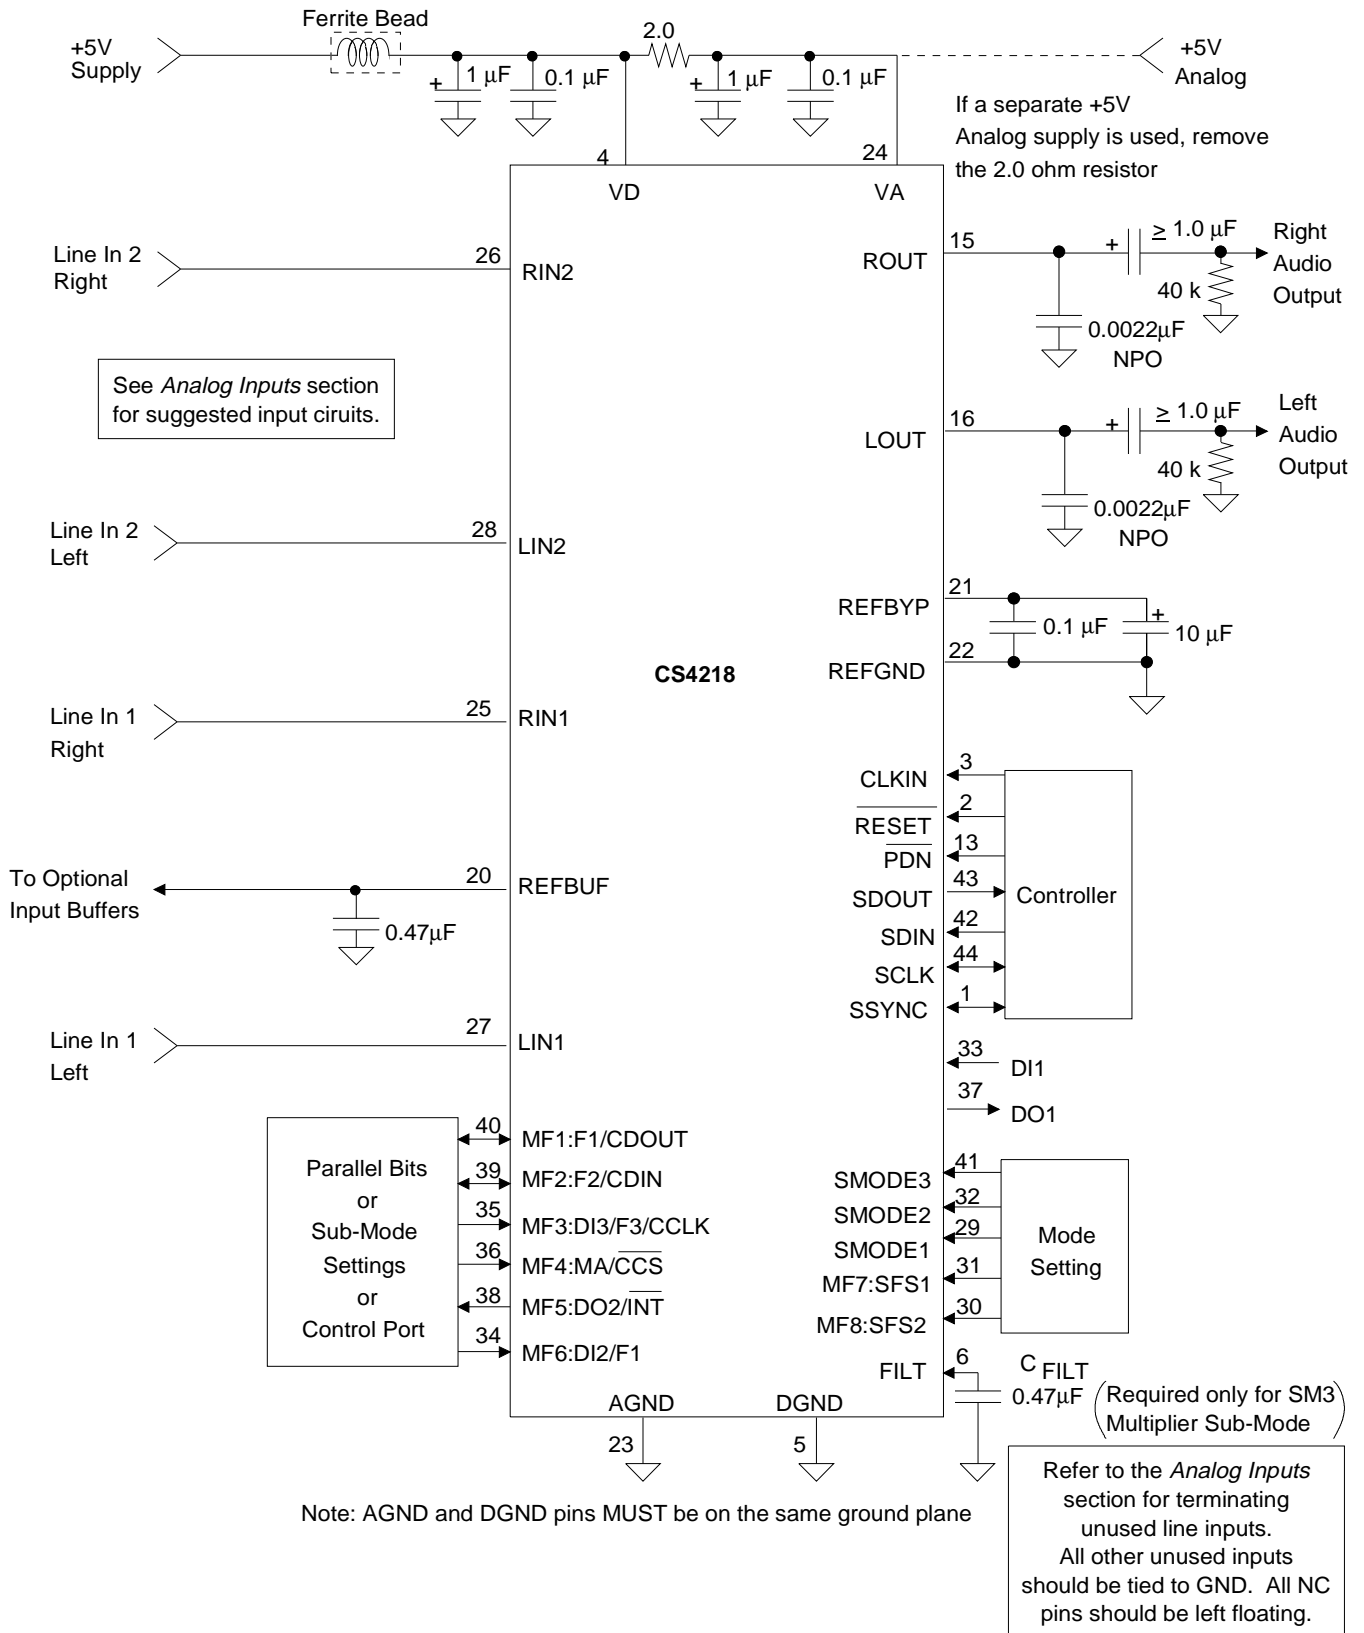 Ferrite Bead
+5V
Supply
2.0
+5V
Analog
+
1 μF
0.1 μF
+
1 μF
0.1 μF
If a separate +5V
Analog supply is used, remove
the 2.0 ohm resistor
4
24
VD
VA
Line In 2
Right
26
RIN2
15
ROUT
+
≥ 1.0 μF
Right
Audio
Output
40 k
0.0022μF
NPO
See Analog Inputs section
for suggested input ciruits.
16
LOUT
+
≥ 1.0 μF
Left
Audio
Output
40 k
0.0022μF
NPO
Line In 2
Left
28
LIN2
21
REFBYP
0.1 μF
+
10 μF
22
REFGND
CS4218
Line In 1
Right
25
RIN1
CLKIN
3
RESET
2
PDN
13
SDOUT
43
SDIN
42
SCLK
44
SSYNC
1
Controller
To Optional
Input Buffers
20
REFBUF
0.47μF
Line In 1
Left
27
LIN1
33
DI1
37
DO1
Parallel Bits
or
Sub-Mode
Settings
or
Control Port
40
MF1:F1/CDOUT
39
MF2:F2/CDIN
35
MF3:DI3/F3/CCLK
36
MF4:MA/CCS
38
MF5:DO2/INT
34
MF6:DI2/F1
SMODE3
41
SMODE2
32
SMODE1
29
MF7:SFS1
31
MF8:SFS2
30
Mode
Setting
FILT
6
C FILT
0.47μF
(Required only for SM3
Multiplier Sub-Mode)
AGND
DGND
23
5
Note: AGND and DGND pins MUST be on the same ground plane
Refer to the Analog Inputs
section for terminating
unused line inputs.
All other unused inputs
should be tied to GND. All NC
pins should be left floating.